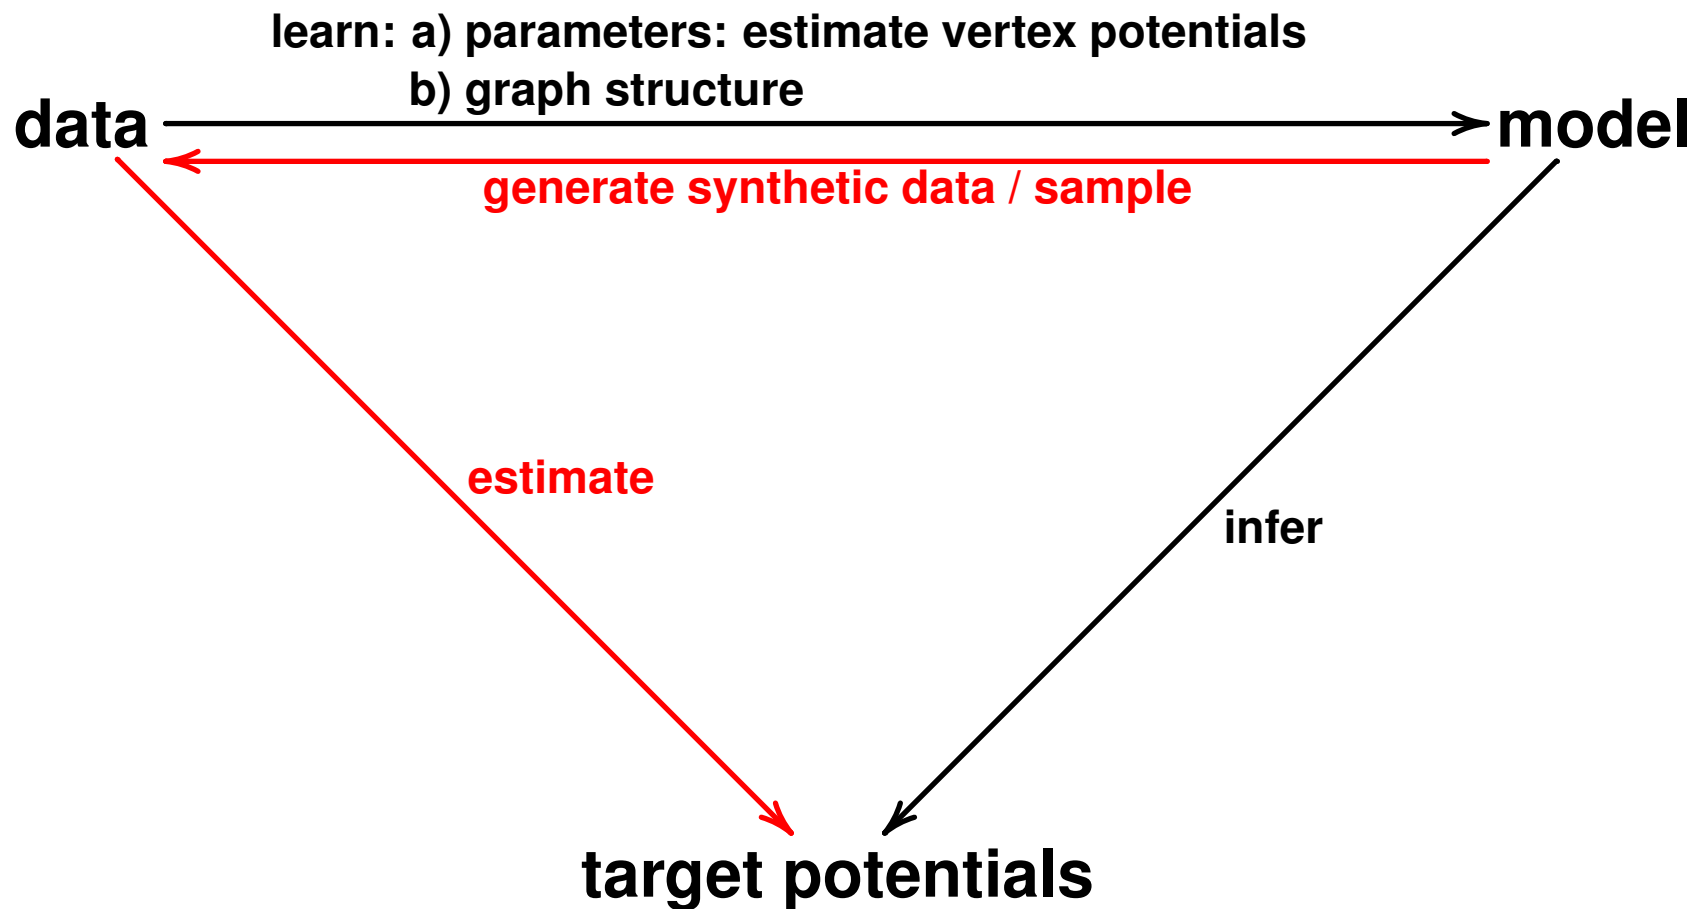 learn: a) parameters: estimate vertex potentials
b) graph structure
data
model
generate synthetic data / sample
estimate
infer
target potentials